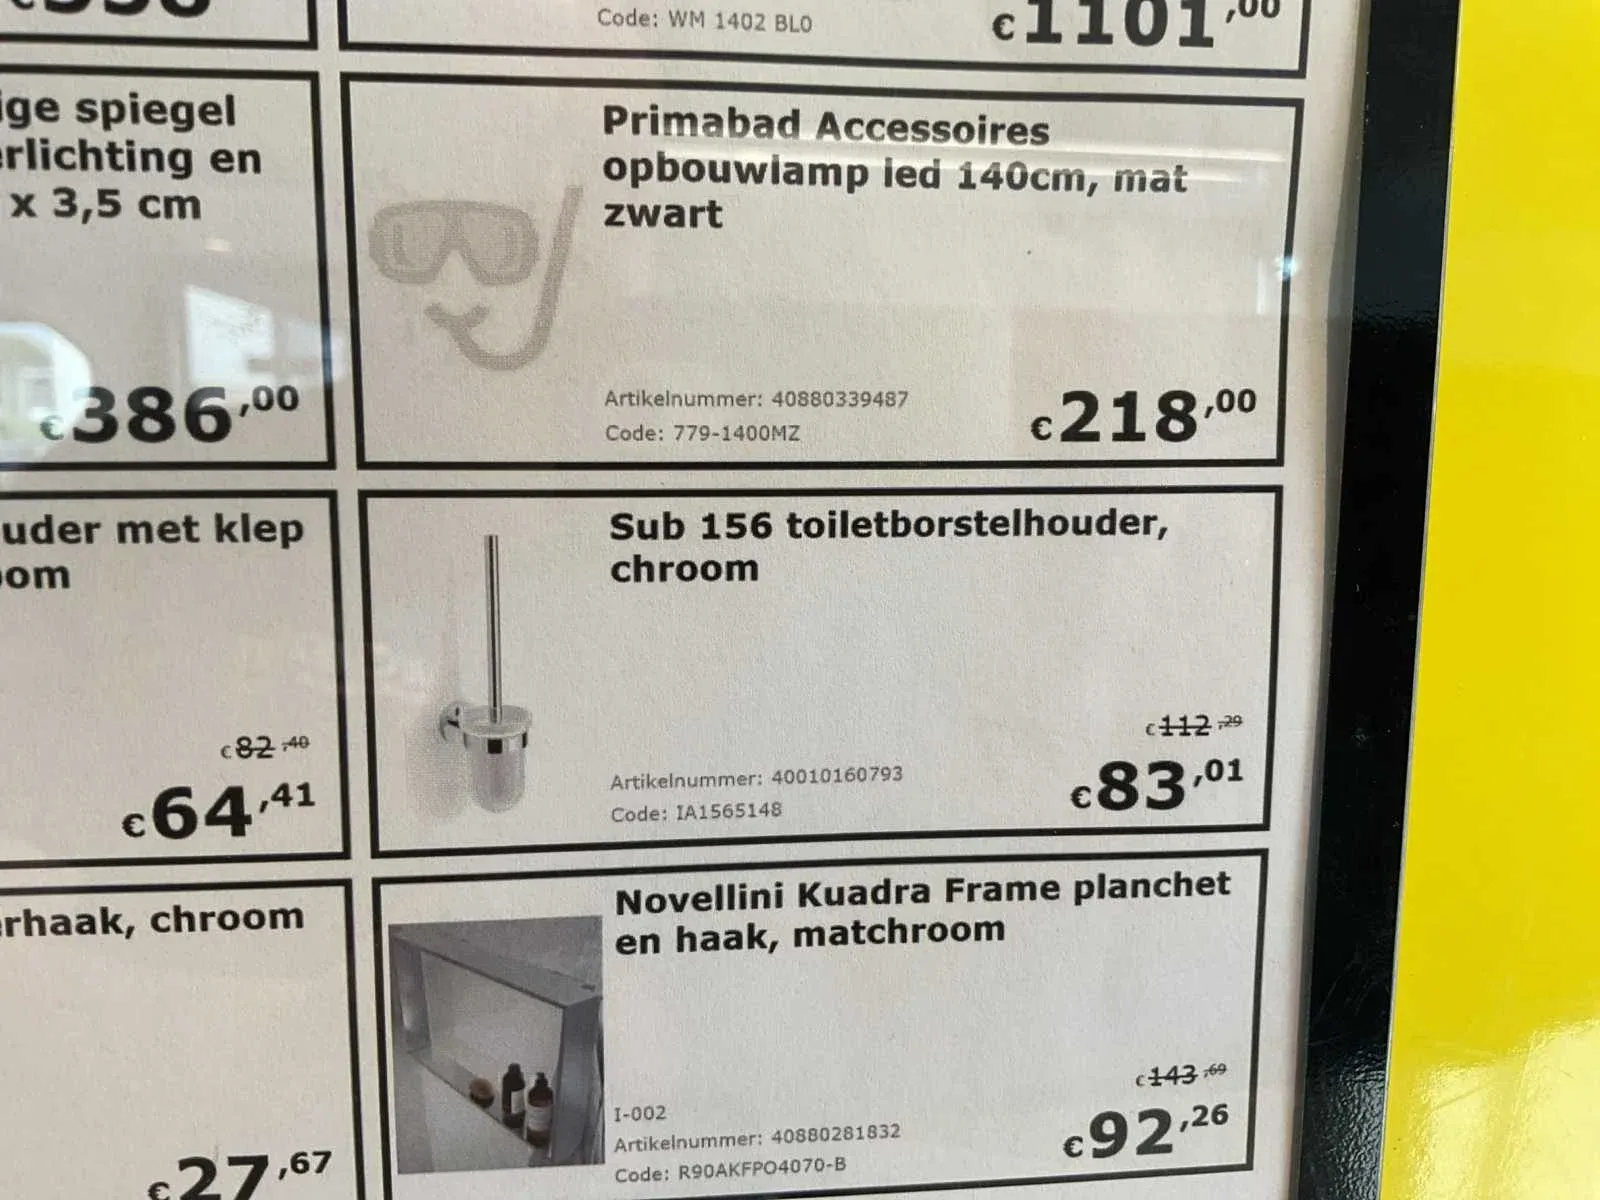 Code: WM 1402 BL0
€1101,00
ige spiegel
rlichting en
x 3,5 cm
€386,00
Primabad Accessoires
opbouwlamp led 140cm, mat
zwart
Artikelnummer: 40880339487
Code: 779-1400MZ
€218,00
uder met klep
oom
€82,40
€64,41
Sub 156 toiletborstelhouder,
chroom
Artikelnummer: 40010160793
Code: IA1565148
€112,29
€83,01
rhaak, chroom
€27,67
Novellini Kuadra Frame planchet
en haak, matchroom
I-002
Artikelnummer: 40880281832
Code: R90AKFPO4070-B
€143,69
€92,26